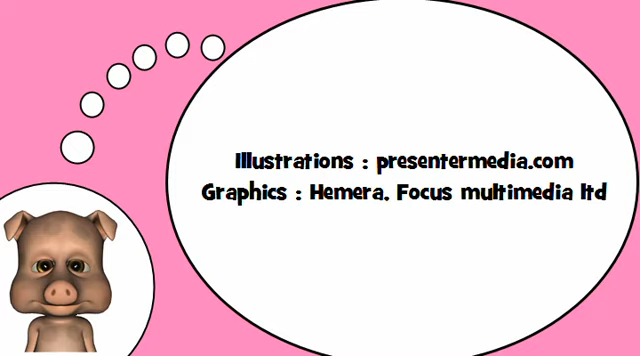 Illustrations : presentermedia.com
Graphics : Hemera. Focus multimedia ltd